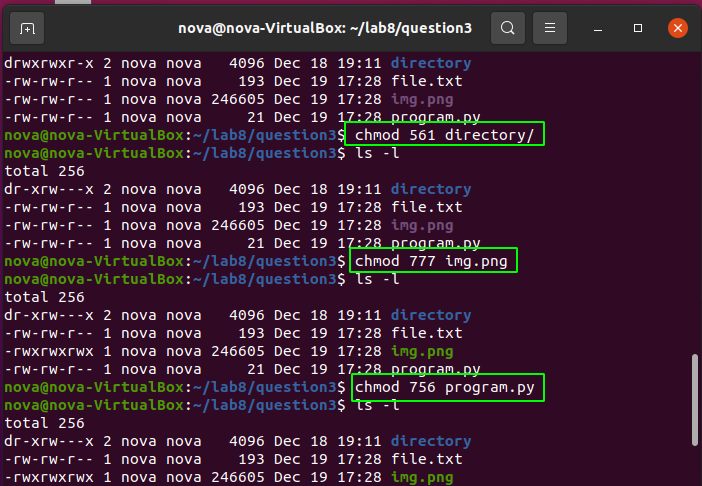 nova@nova-VirtualBox: ~/lab8/question3
drwxrwxr-x 2 nova nova   4096 Dec 18 19:11 directory
-rw-rw-r-- 1 nova nova    193 Dec 19 17:28 file.txt
-rw-rw-r-- 1 nova nova 246605 Dec 19 17:28 img.png
-rw-rw-r-- 1 nova nova     21 Dec 19 17:28 program.py
nova@nova-VirtualBox:~/lab8/question3$ chmod 561 directory/
nova@nova-VirtualBox:~/lab8/question3$ ls -l
total 256
dr-xrw---x 2 nova nova   4096 Dec 18 19:11 directory
-rw-rw-r-- 1 nova nova    193 Dec 19 17:28 file.txt
-rw-rw-r-- 1 nova nova 246605 Dec 19 17:28 img.png
-rw-rw-r-- 1 nova nova     21 Dec 19 17:28 program.py
nova@nova-VirtualBox:~/lab8/question3$ chmod 777 img.png
nova@nova-VirtualBox:~/lab8/question3$ ls -l
total 256
dr-xrw---x 2 nova nova   4096 Dec 18 19:11 directory
-rw-rw-r-- 1 nova nova    193 Dec 19 17:28 file.txt
-rwxrwxrwx 1 nova nova 246605 Dec 19 17:28 img.png
-rw-rw-r-- 1 nova nova     21 Dec 19 17:28 program.py
nova@nova-VirtualBox:~/lab8/question3$ chmod 756 program.py
nova@nova-VirtualBox:~/lab8/question3$ ls -l
total 256
dr-xrw---x 2 nova nova   4096 Dec 18 19:11 directory
-rw-rw-r-- 1 nova nova    193 Dec 19 17:28 file.txt
-rwxrwxrwx 1 nova nova 246605 Dec 19 17:28 img.png